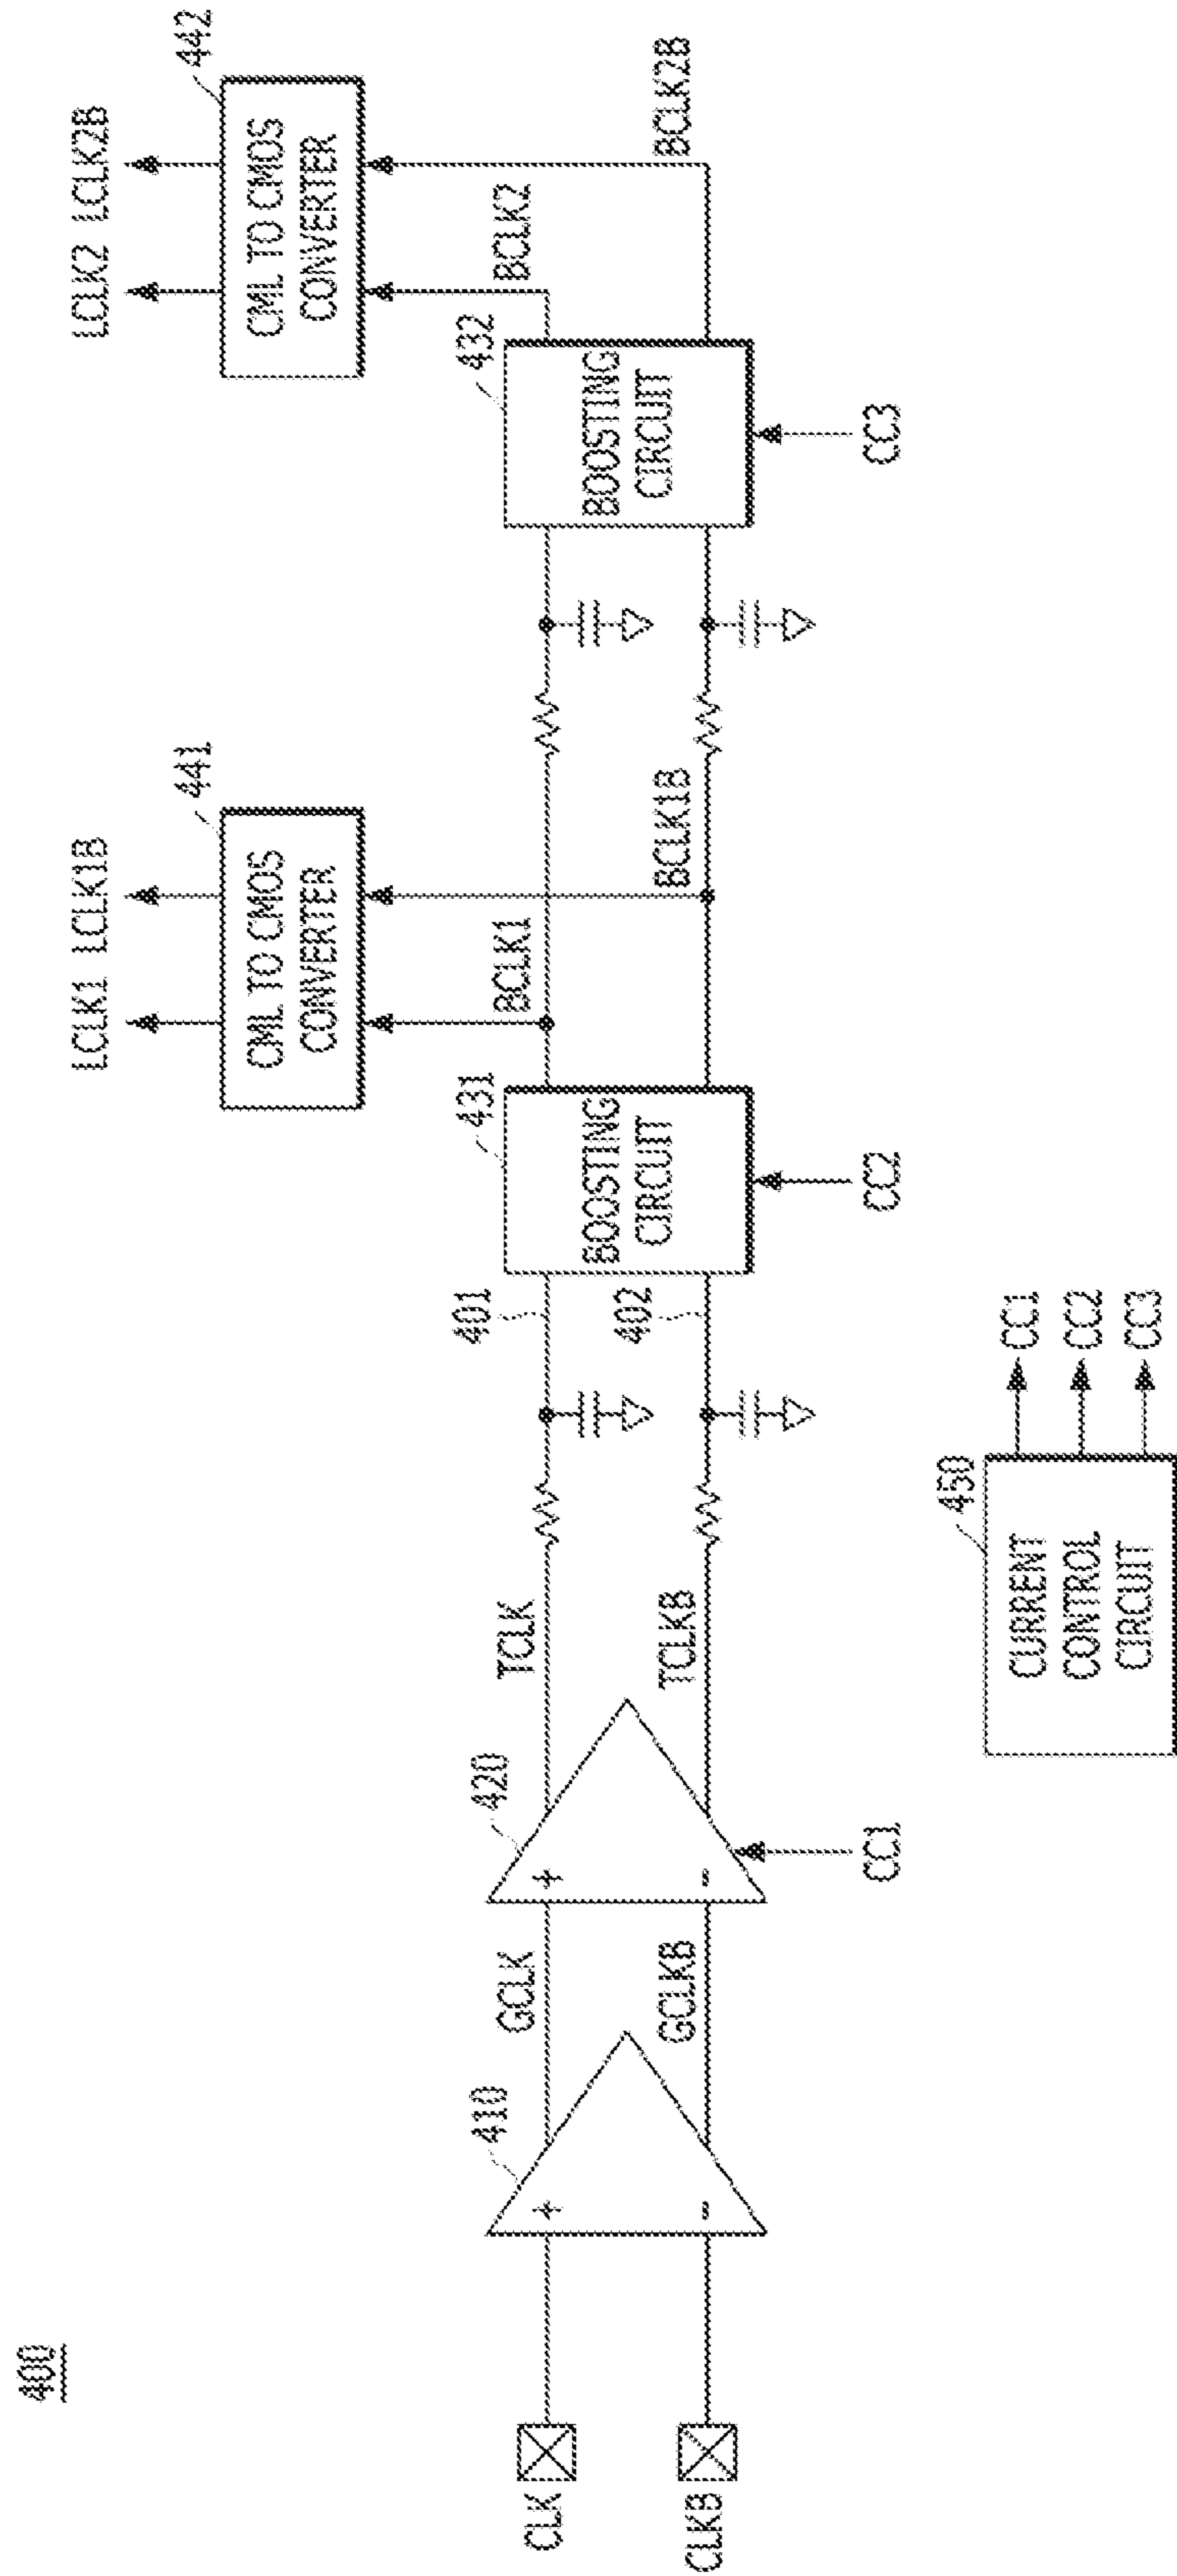 400
LCLK1 LCLK1B
LCLK2 LCLK2B
441
CML TO CMOS
CONVERTER
442
CML TO CMOS
CONVERTER
BCLK1
BCLK2
410
GCLK
420
TCLK
401
431
432
CLK
+
+
BOOSTING
CIRCUIT
BOOSTING
CIRCUIT
CLKB
-
GCLKB
-
TCLKB
402
BCLK1B
BCLK2B
CC1
CC2
CC3
450
CURRENT
CONTROL
CIRCUIT
CC1
CC2
CC3